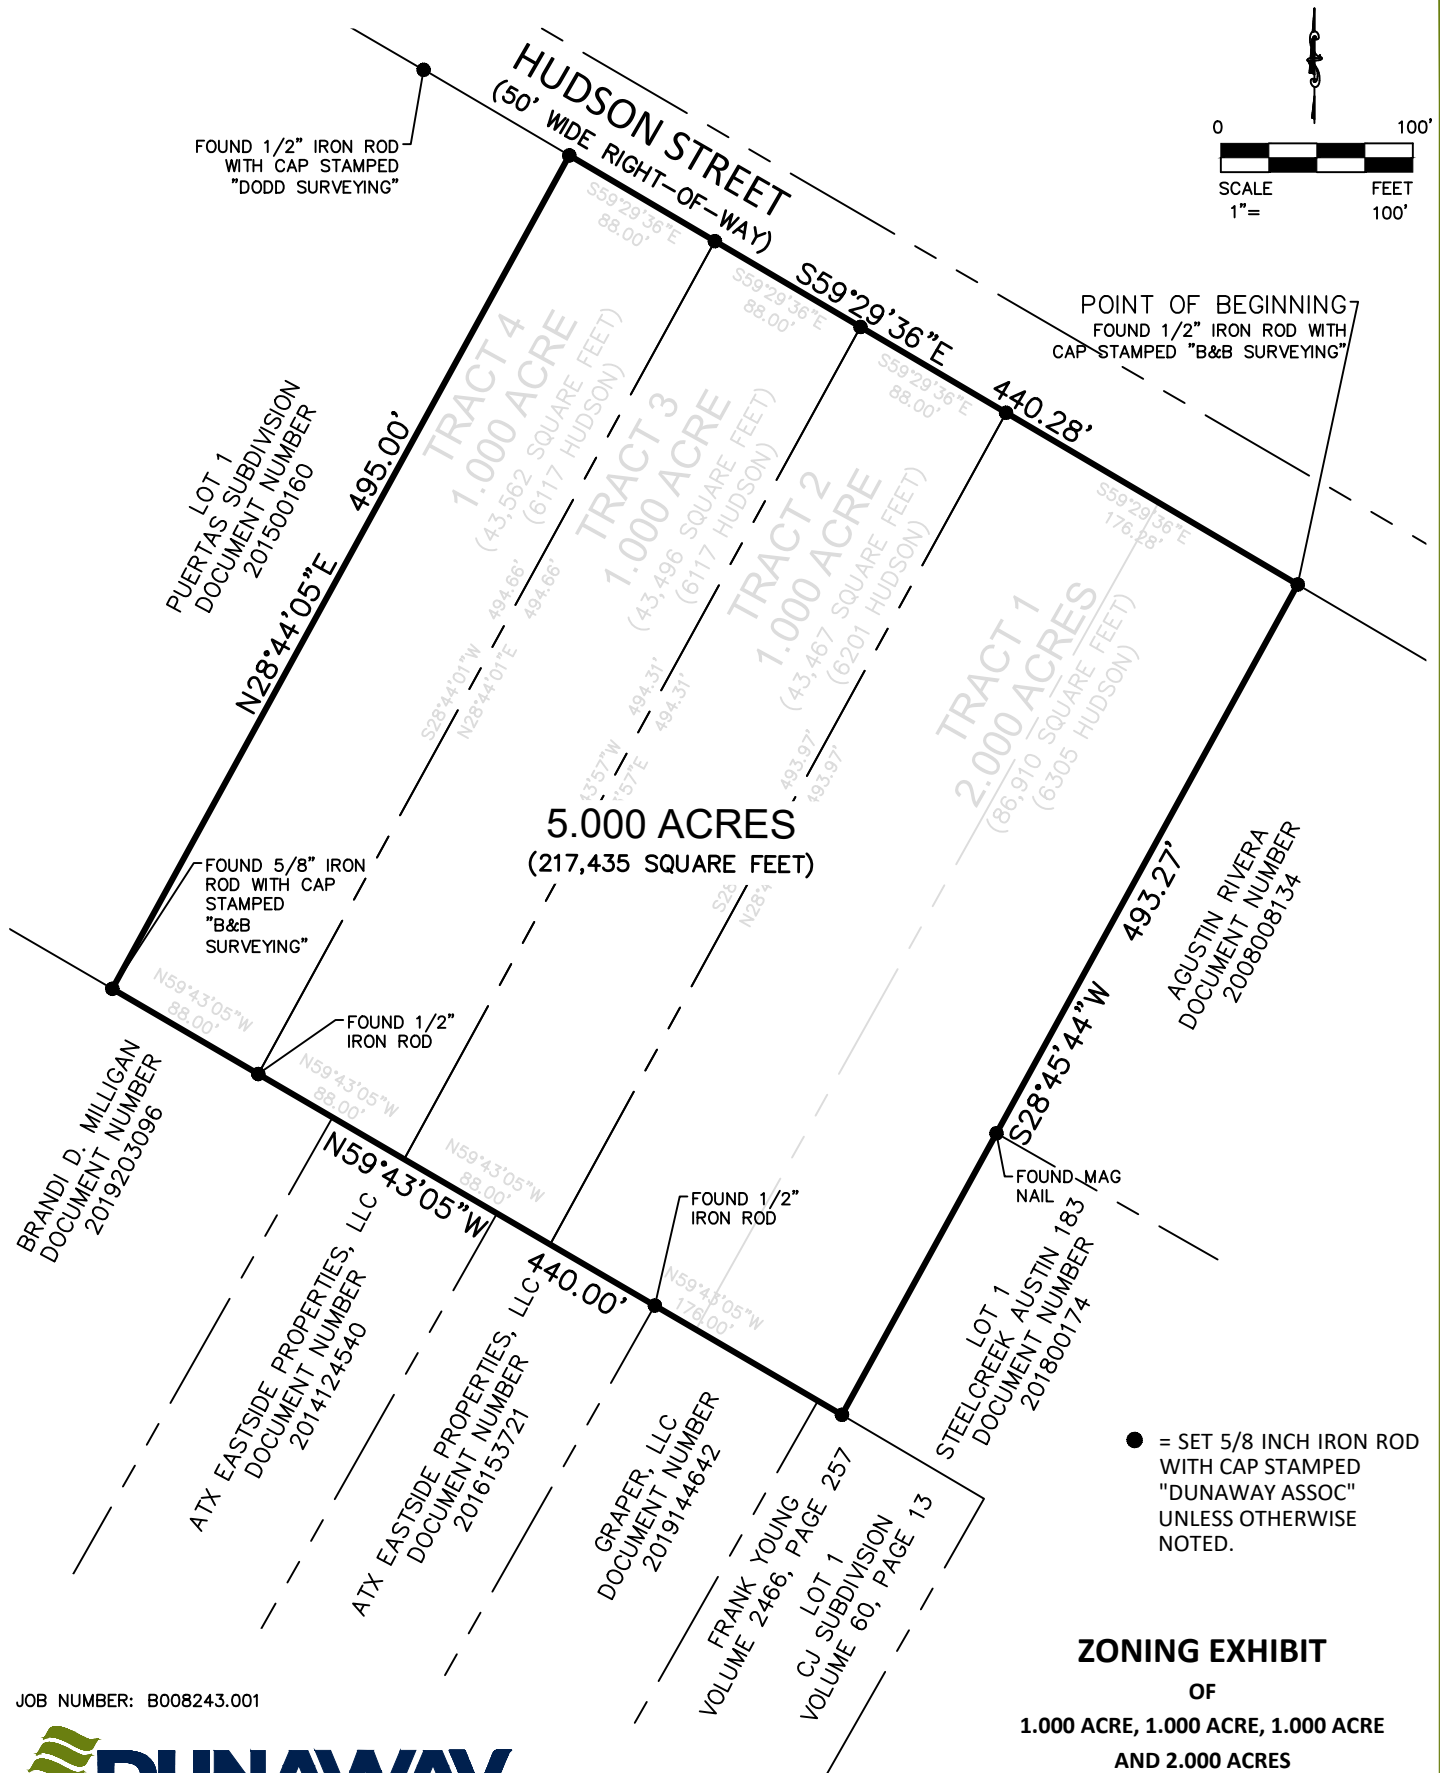 HUDSON STREET
(50' WIDE RIGHT-OF-WAY)
0 100'
SCALE FEET
1"= 100'
FOUND 1/2" IRON ROD
WITH CAP STAMPED
"DODD SURVEYING"
S59°29'36"E
88.00'
S59°29'36"E
88.00'
S59°29'36"E
440.28'
S59°29'36"E
88.00'
S59°29'36"E
176.28'
POINT OF BEGINNING
FOUND 1/2" IRON ROD WITH
CAP STAMPED "B&B SURVEYING"
LOT 1
PUERTAS SUBDIVISION
DOCUMENT NUMBER
201500160
N28°44'05"E
495.00'
TRACT 4
1.000 ACRE
(43,562 SQUARE FEET)
(6117 HUDSON)
TRACT 3
1.000 ACRE
(43,496 SQUARE FEET)
(6117 HUDSON)
TRACT 2
1.000 ACRE
(43,467 SQUARE FEET)
(6201 HUDSON)
TRACT 1
2.000 ACRES
(86,910 SQUARE FEET)
(6305 HUDSON)
S28°44'01"W 494.66'
N28°44'01"E 494.66'
43'57"W 494.31'
'57"E 494.31'
493.97'
493.97'
S28
N28°4
5.000 ACRES
(217,435 SQUARE FEET)
FOUND 5/8" IRON
ROD WITH CAP
STAMPED
"B&B
SURVEYING"
S28°45'44"W
493.27'
AGUSTIN RIVERA
DOCUMENT NUMBER
2008008134
N59°43'05"W
88.00'
FOUND 1/2"
IRON ROD
N59°43'05"W
88.00'
N59°43'05"W
440.00'
N59°43'05"W
88.00'
FOUND 1/2"
IRON ROD
N59°43'05"W
176.00'
FOUND MAG
NAIL
BRANDI D. MILLIGAN
DOCUMENT NUMBER
2019203096
ATX EASTSIDE PROPERTIES, LLC
DOCUMENT NUMBER
2014124540
ATX EASTSIDE PROPERTIES, LLC
DOCUMENT NUMBER
2016153721
GRAPER, LLC
DOCUMENT NUMBER
2019144642
FRANK YOUNG
VOLUME 2466, PAGE 257
LOT 1
CJ SUBDIVISION
VOLUME 60, PAGE 13
LOT 1
STEELCREEK AUSTIN 183
DOCUMENT NUMBER
201800174
= SET 5/8 INCH IRON ROD
WITH CAP STAMPED
"DUNAWAY ASSOC"
UNLESS OTHERWISE
NOTED.
ZONING EXHIBIT
OF
1.000 ACRE, 1.000 ACRE, 1.000 ACRE
AND 2.000 ACRES
JOB NUMBER: B008243.001
DUNAWAY